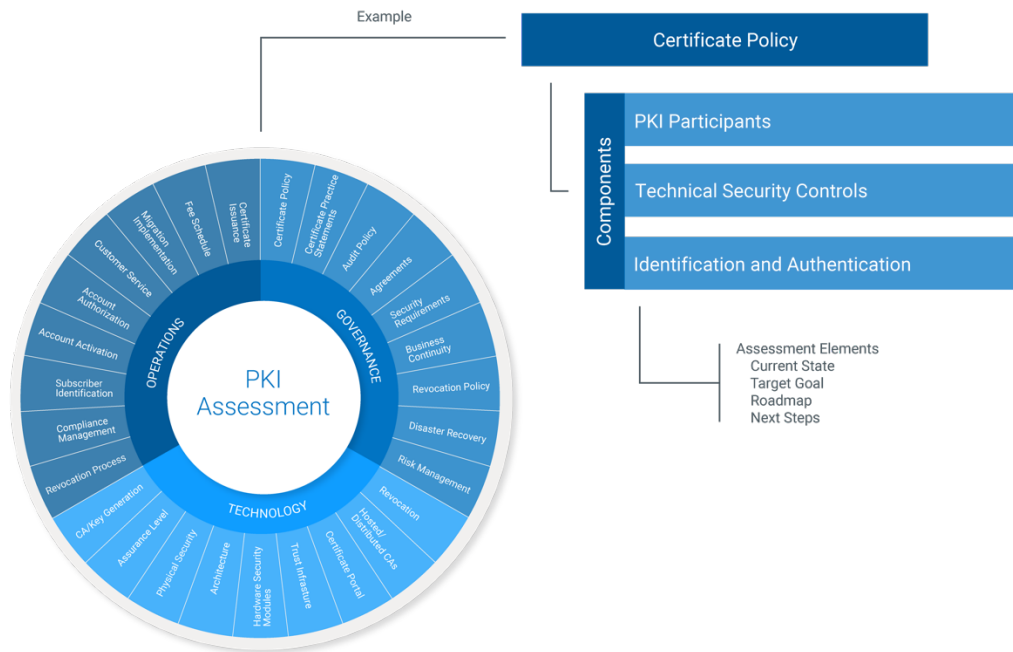 Example
Certificate Policy
Components
PKI Participants
Technical Security Controls
Identification and Authentication
Assessment Elements
Current State
Target Goal
Roadmap
Next Steps
PKI
Assessment
GOVERNANCE
Certificate Policy
Certificate Practice
Statements
Audit Policy
Agreements
Security
Requirements
Business
Continuity
Revocation Policy
Disaster Recovery
Risk Management
TECHNOLOGY
Revocation
Hosted/
Distributed CAs
Certificate Portal
Trust Infrasture
Hardware Security
Modules
Architecture
Physical Security
Assurance Level
CA/Key Generation
OPERATIONS
Revocation Process
Compliance
Management
Subscriber
Identification
Account Activation
Account
Authorization
Customer Service
Migration
Implementation
Fee Schedule
Certificate
Issuance